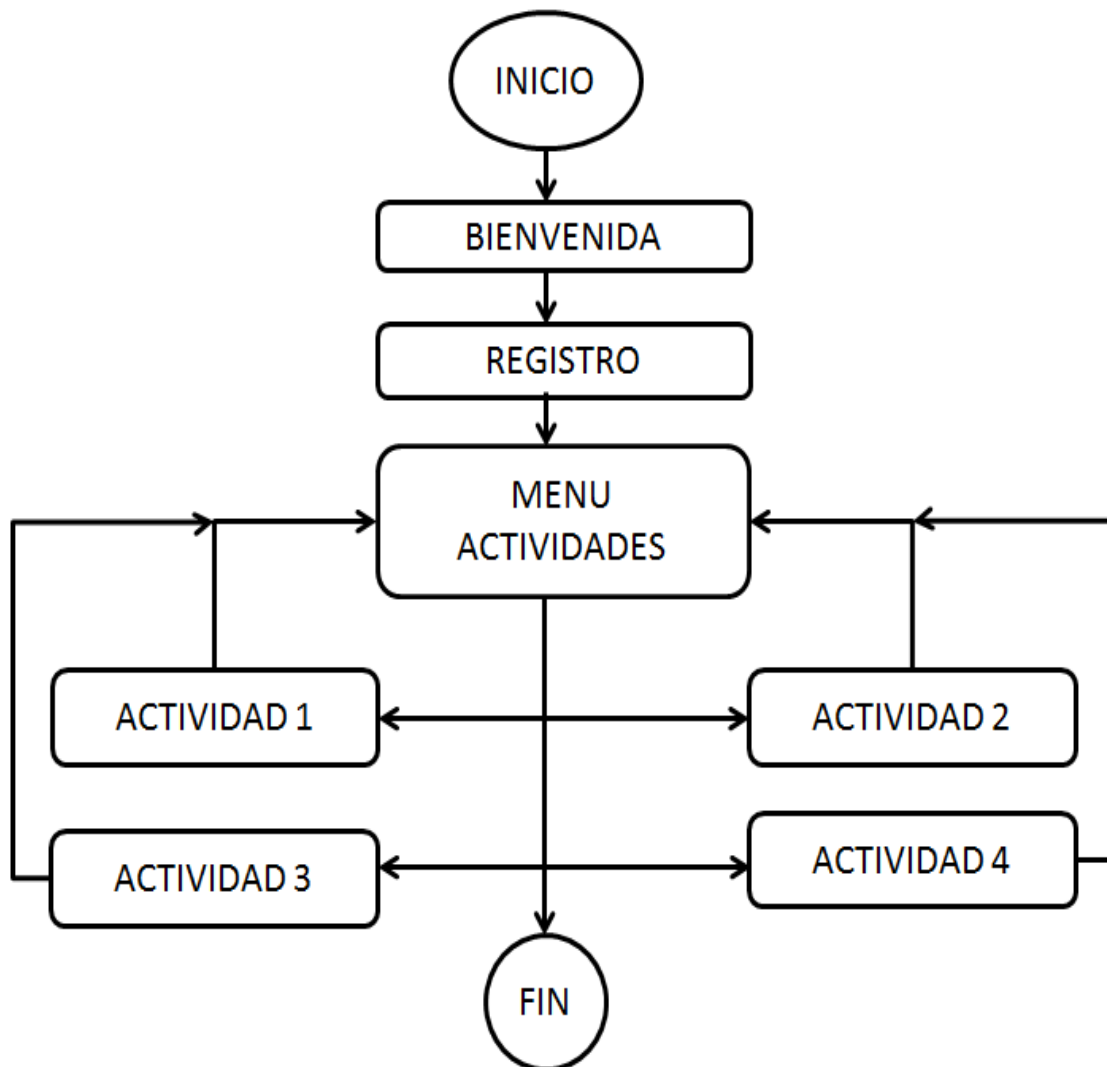 INICIO
BIENVENIDA
REGISTRO
MENU
ACTIVIDADES
ACTIVIDAD 1
ACTIVIDAD 2
ACTIVIDAD 3
ACTIVIDAD 4
FIN